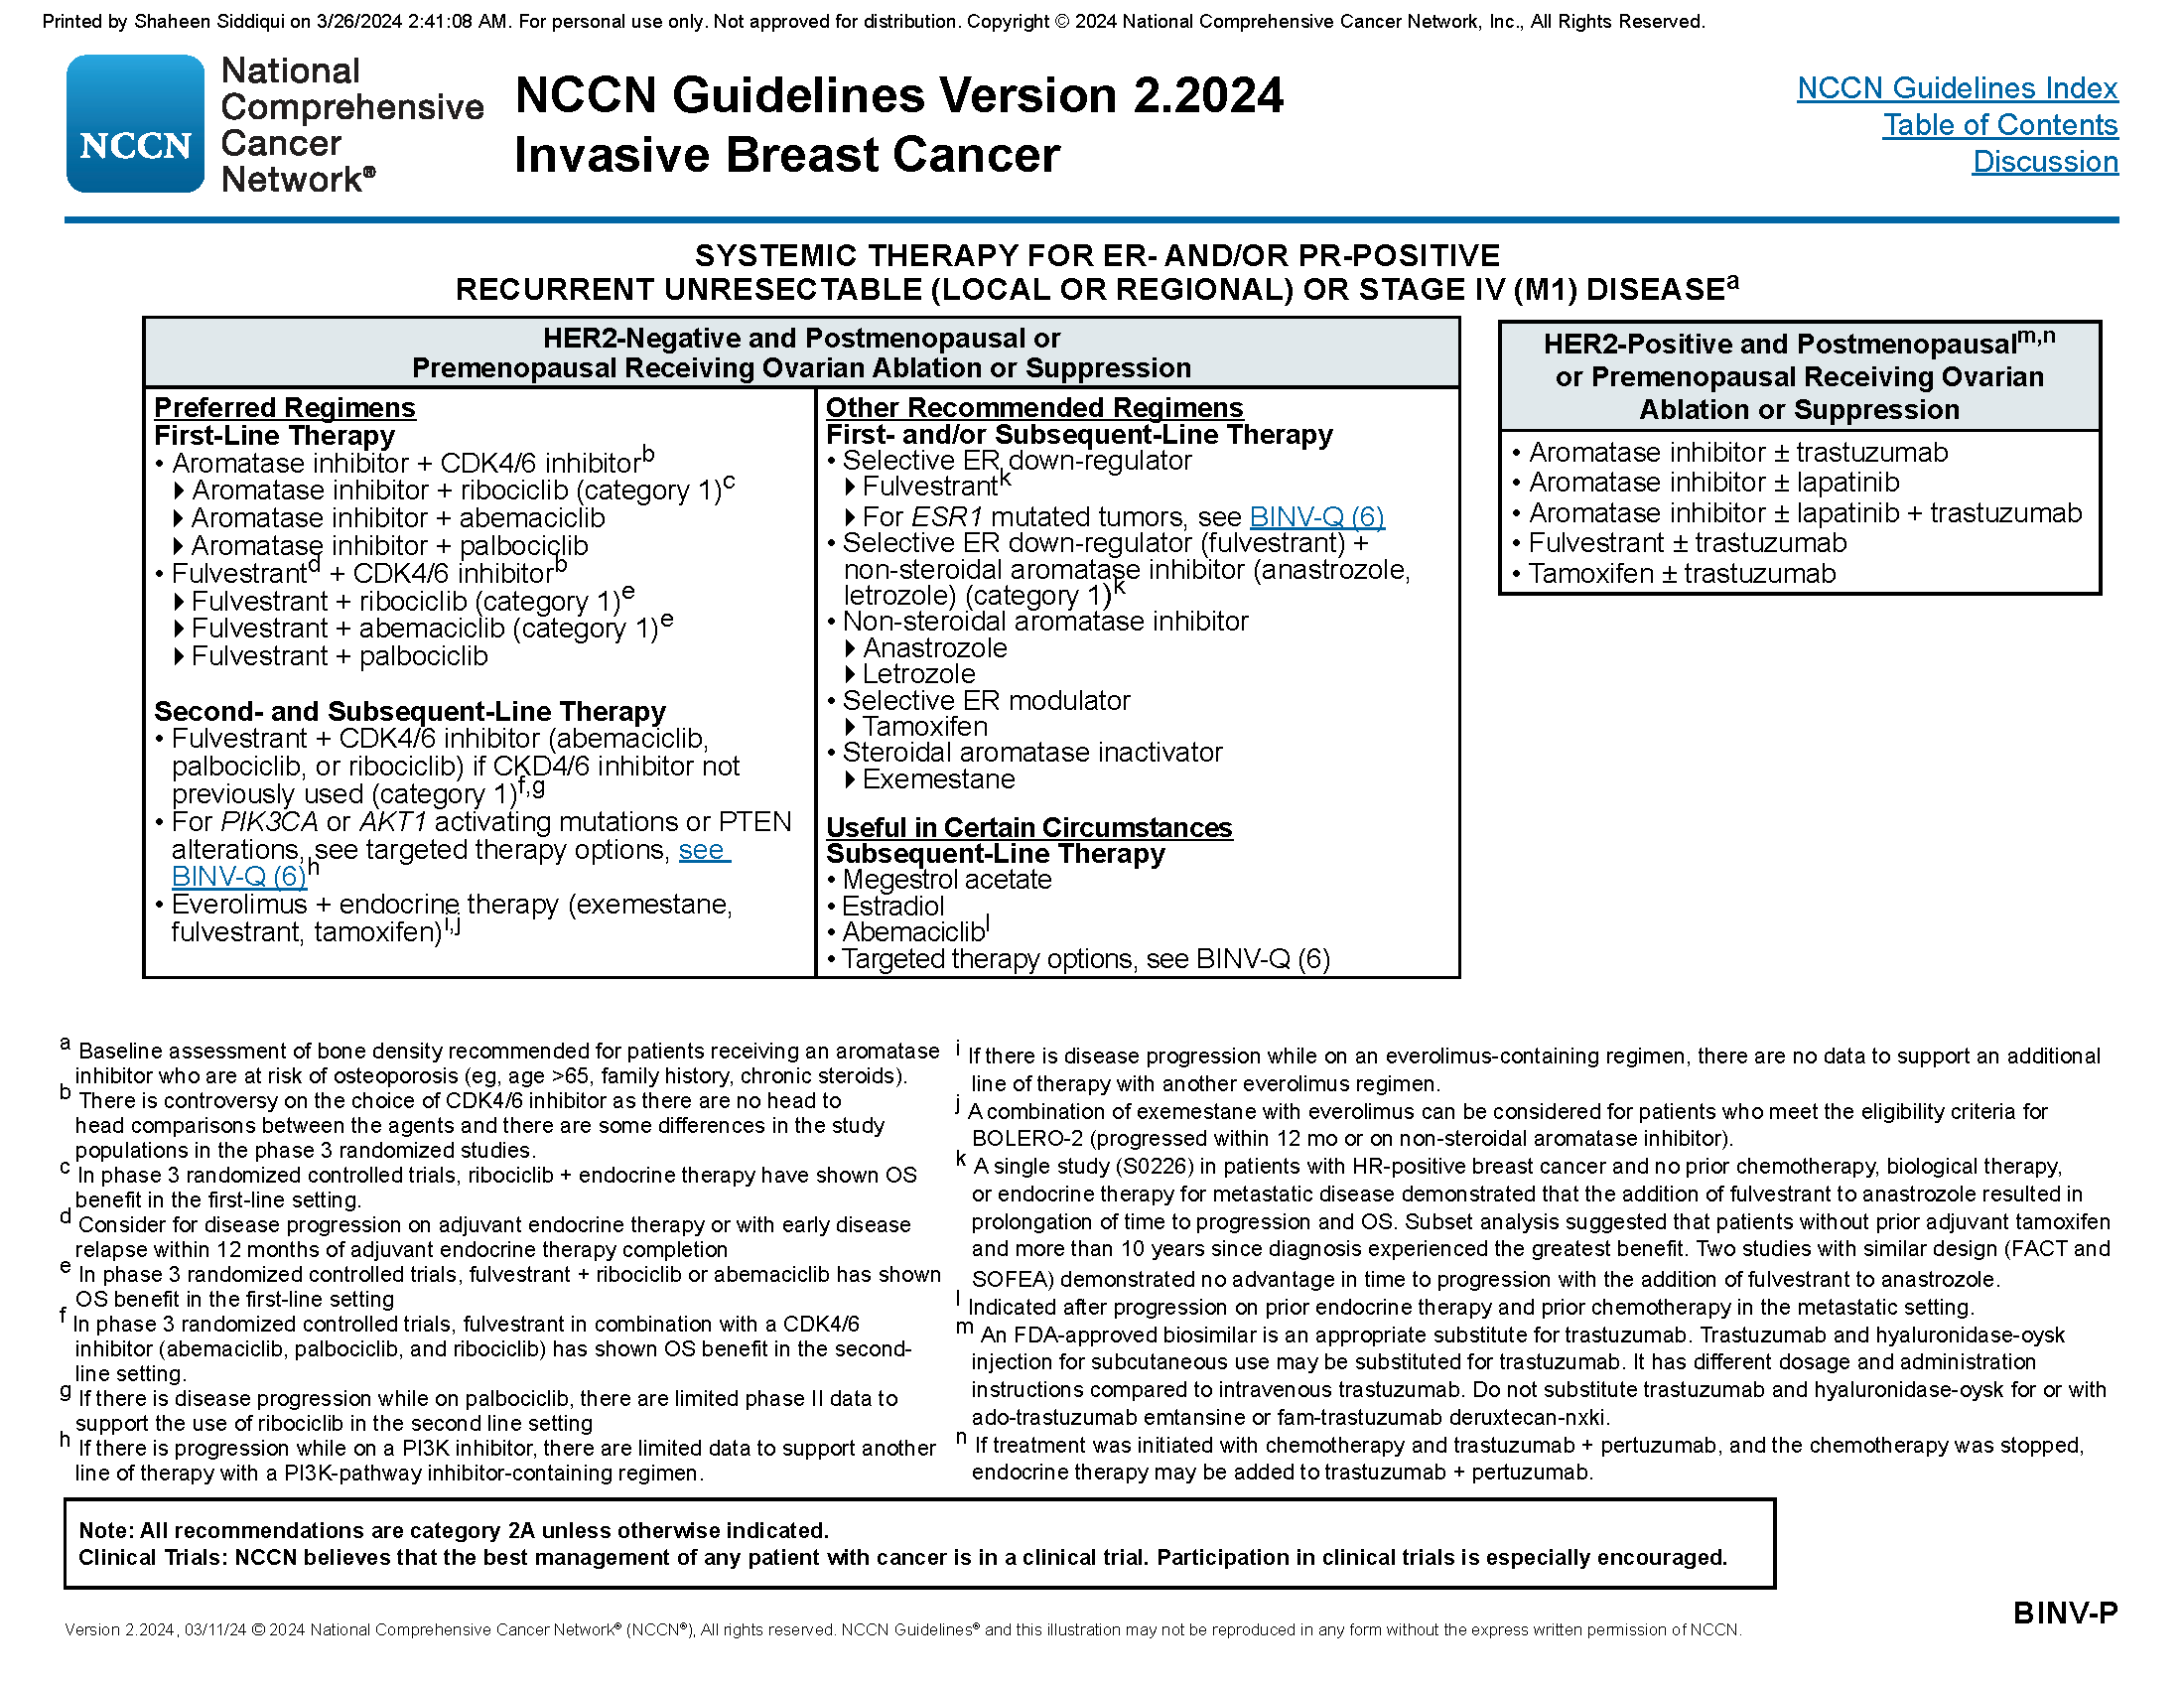 Printed by Shaheen Siddiqui on 3/26/2024 2:41:08 AM. For personal use only. Not approved for distribution. Copyright © 2024 National Comprehensive Cancer Network, Inc., All Rights Reserved.
NCCN
National
Comprehensive
Cancer
Network®
NCCN Guidelines Version 2.2024
Invasive Breast Cancer
NCCN Guidelines Index
Table of Contents
Discussion
SYSTEMIC THERAPY FOR ER- AND/OR PR-POSITIVE
RECURRENT UNRESECTABLE (LOCAL OR REGIONAL) OR STAGE IV (M1) DISEASEa
HER2-Negative and Postmenopausal or
Premenopausal Receiving Ovarian Ablation or Suppression
Preferred Regimens
First-Line Therapy
• Aromatase inhibitor + CDK4/6 inhibitorb
▸ Aromatase inhibitor + ribociclib (category 1)c
▸ Aromatase inhibitor + abemaciclib
▸ Aromatase inhibitor + palbociclib
• Fulvestrantd + CDK4/6 inhibitorb
▸ Fulvestrant + ribociclib (category 1)e
▸ Fulvestrant + abemaciclib (category 1)e
▸ Fulvestrant + palbociclib
Second- and Subsequent-Line Therapy
• Fulvestrant + CDK4/6 inhibitor (abemaciclib,
palbociclib, or ribociclib) if CKD4/6 inhibitor not
previously used (category 1)f,g
• For PIK3CA or AKT1 activating mutations or PTEN
alterations, see targeted therapy options, see
BINV-Q (6)h
• Everolimus + endocrine therapy (exemestane,
fulvestrant, tamoxifen)i,j
Other Recommended Regimens
First- and/or Subsequent-Line Therapy
• Selective ER down-regulator
▸ Fulvestrantk
▸ For ESR1 mutated tumors, see BINV-Q (6)
• Selective ER down-regulator (fulvestrant) +
non-steroidal aromatase inhibitor (anastrozole,
letrozole) (category 1)k
• Non-steroidal aromatase inhibitor
▸ Anastrozole
▸ Letrozole
• Selective ER modulator
▸ Tamoxifen
• Steroidal aromatase inactivator
▸ Exemestane
Useful in Certain Circumstances
Subsequent-Line Therapy
• Megestrol acetate
• Estradiol
• Abemaciclibl
• Targeted therapy options, see BINV-Q (6)
HER2-Positive and Postmenopausalm,n
or Premenopausal Receiving Ovarian
Ablation or Suppression
• Aromatase inhibitor ± trastuzumab
• Aromatase inhibitor ± lapatinib
• Aromatase inhibitor ± lapatinib + trastuzumab
• Fulvestrant ± trastuzumab
• Tamoxifen ± trastuzumab
a Baseline assessment of bone density recommended for patients receiving an aromatase
inhibitor who are at risk of osteoporosis (eg, age >65, family history, chronic steroids).
b There is controversy on the choice of CDK4/6 inhibitor as there are no head to
head comparisons between the agents and there are some differences in the study
populations in the phase 3 randomized studies.
c In phase 3 randomized controlled trials, ribociclib + endocrine therapy have shown OS
benefit in the first-line setting.
d Consider for disease progression on adjuvant endocrine therapy or with early disease
relapse within 12 months of adjuvant endocrine therapy completion
e In phase 3 randomized controlled trials, fulvestrant + ribociclib or abemaciclib has shown
OS benefit in the first-line setting
f In phase 3 randomized controlled trials, fulvestrant in combination with a CDK4/6
inhibitor (abemaciclib, palbociclib, and ribociclib) has shown OS benefit in the second-
line setting.
g If there is disease progression while on palbociclib, there are limited phase II data to
support the use of ribociclib in the second line setting
h If there is progression while on a PI3K inhibitor, there are limited data to support another
line of therapy with a PI3K-pathway inhibitor-containing regimen.
i If there is disease progression while on an everolimus-containing regimen, there are no data to support an additional
line of therapy with another everolimus regimen.
j A combination of exemestane with everolimus can be considered for patients who meet the eligibility criteria for
BOLERO-2 (progressed within 12 mo or on non-steroidal aromatase inhibitor).
k A single study (S0226) in patients with HR-positive breast cancer and no prior chemotherapy, biological therapy,
or endocrine therapy for metastatic disease demonstrated that the addition of fulvestrant to anastrozole resulted in
prolongation of time to progression and OS. Subset analysis suggested that patients without prior adjuvant tamoxifen
and more than 10 years since diagnosis experienced the greatest benefit. Two studies with similar design (FACT and
SOFEA) demonstrated no advantage in time to progression with the addition of fulvestrant to anastrozole.
l Indicated after progression on prior endocrine therapy and prior chemotherapy in the metastatic setting.
m An FDA-approved biosimilar is an appropriate substitute for trastuzumab. Trastuzumab and hyaluronidase-oysk
injection for subcutaneous use may be substituted for trastuzumab. It has different dosage and administration
instructions compared to intravenous trastuzumab. Do not substitute trastuzumab and hyaluronidase-oysk for or with
ado-trastuzumab emtansine or fam-trastuzumab deruxtecan-nxki.
n If treatment was initiated with chemotherapy and trastuzumab + pertuzumab, and the chemotherapy was stopped,
endocrine therapy may be added to trastuzumab + pertuzumab.
Note: All recommendations are category 2A unless otherwise indicated.
Clinical Trials: NCCN believes that the best management of any patient with cancer is in a clinical trial. Participation in clinical trials is especially encouraged.
BINV-P
Version 2.2024, 03/11/24 © 2024 National Comprehensive Cancer Network® (NCCN®), All rights reserved. NCCN Guidelines® and this illustration may not be reproduced in any form without the express written permission of NCCN.